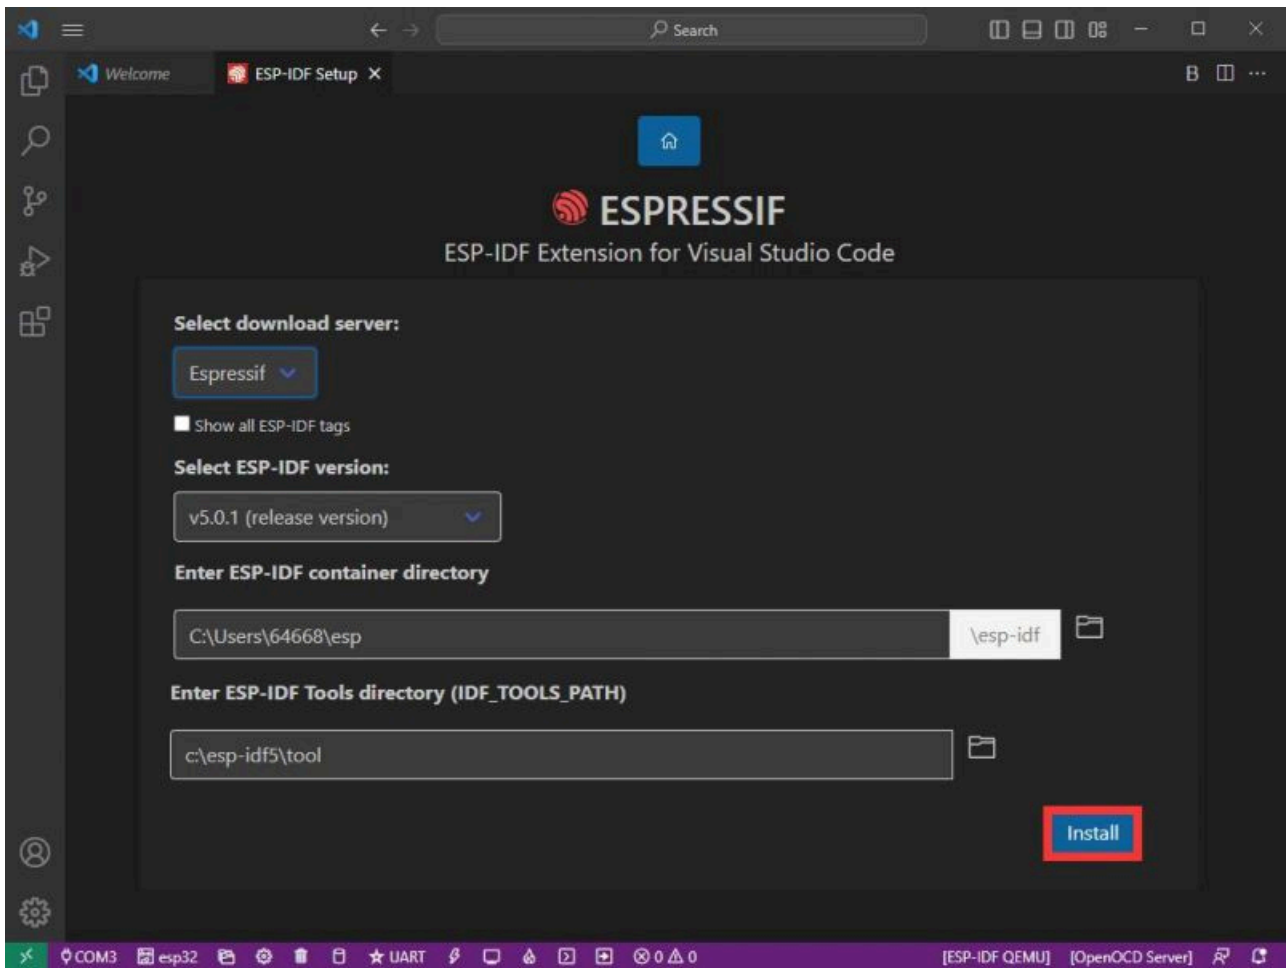 Search
Welcome
ESP-IDF Setup
B
ESPRESSIF
ESP-IDF Extension for Visual Studio Code
Select download server:
Espressif
Show all ESP-IDF tags
Select ESP-IDF version:
v5.0.1 (release version)
Enter ESP-IDF container directory
C:\Users\64668\esp \esp-idf
Enter ESP-IDF Tools directory (IDF_TOOLS_PATH)
c:\esp-idf5\tool
Install
COM3 esp32 UART 0 0 [ESP-IDF QEMU] [OpenOCD Server]